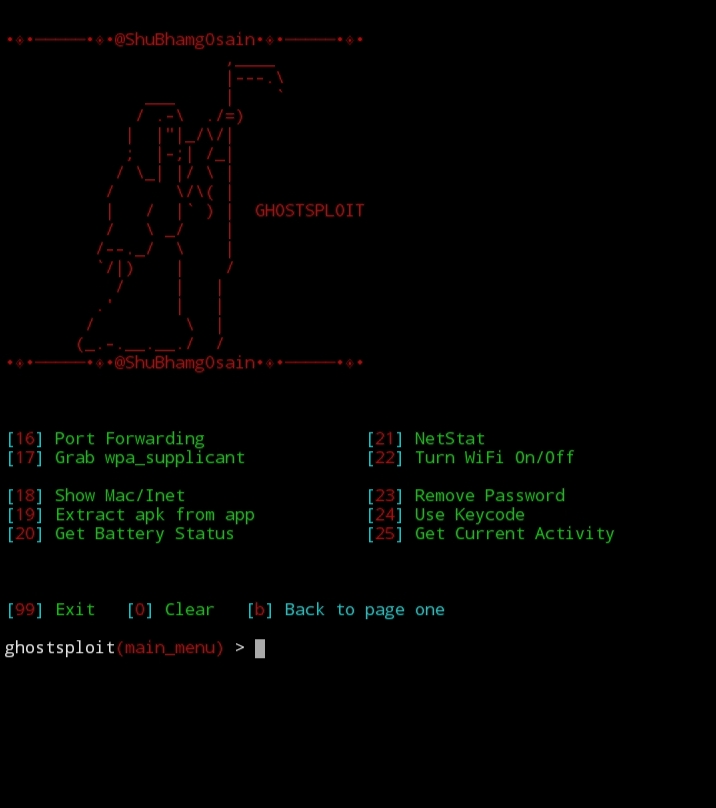 @ShuBhamg0sain
GHOSTSPLOIT
@ShuBhamg0sain
[16] Port Forwarding [21] NetStat
[17] Grab wpa_supplicant [22] Turn WiFi On/Off
[18] Show Mac/Inet [23] Remove Password
[19] Extract apk from app [24] Use Keycode
[20] Get Battery Status [25] Get Current Activity
[99] Exit [0] Clear [b] Back to page one
ghostsploit(main_menu) >